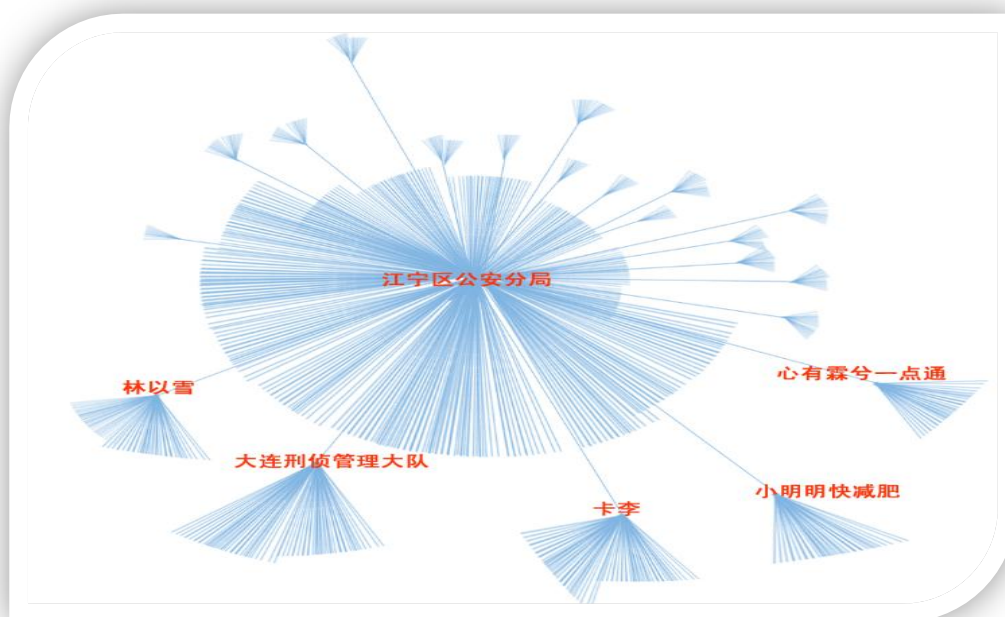 江宁区公安分局
心有霖兮一点通
林以雪
大连刑侦管理大队
小明明快减肥
卡李